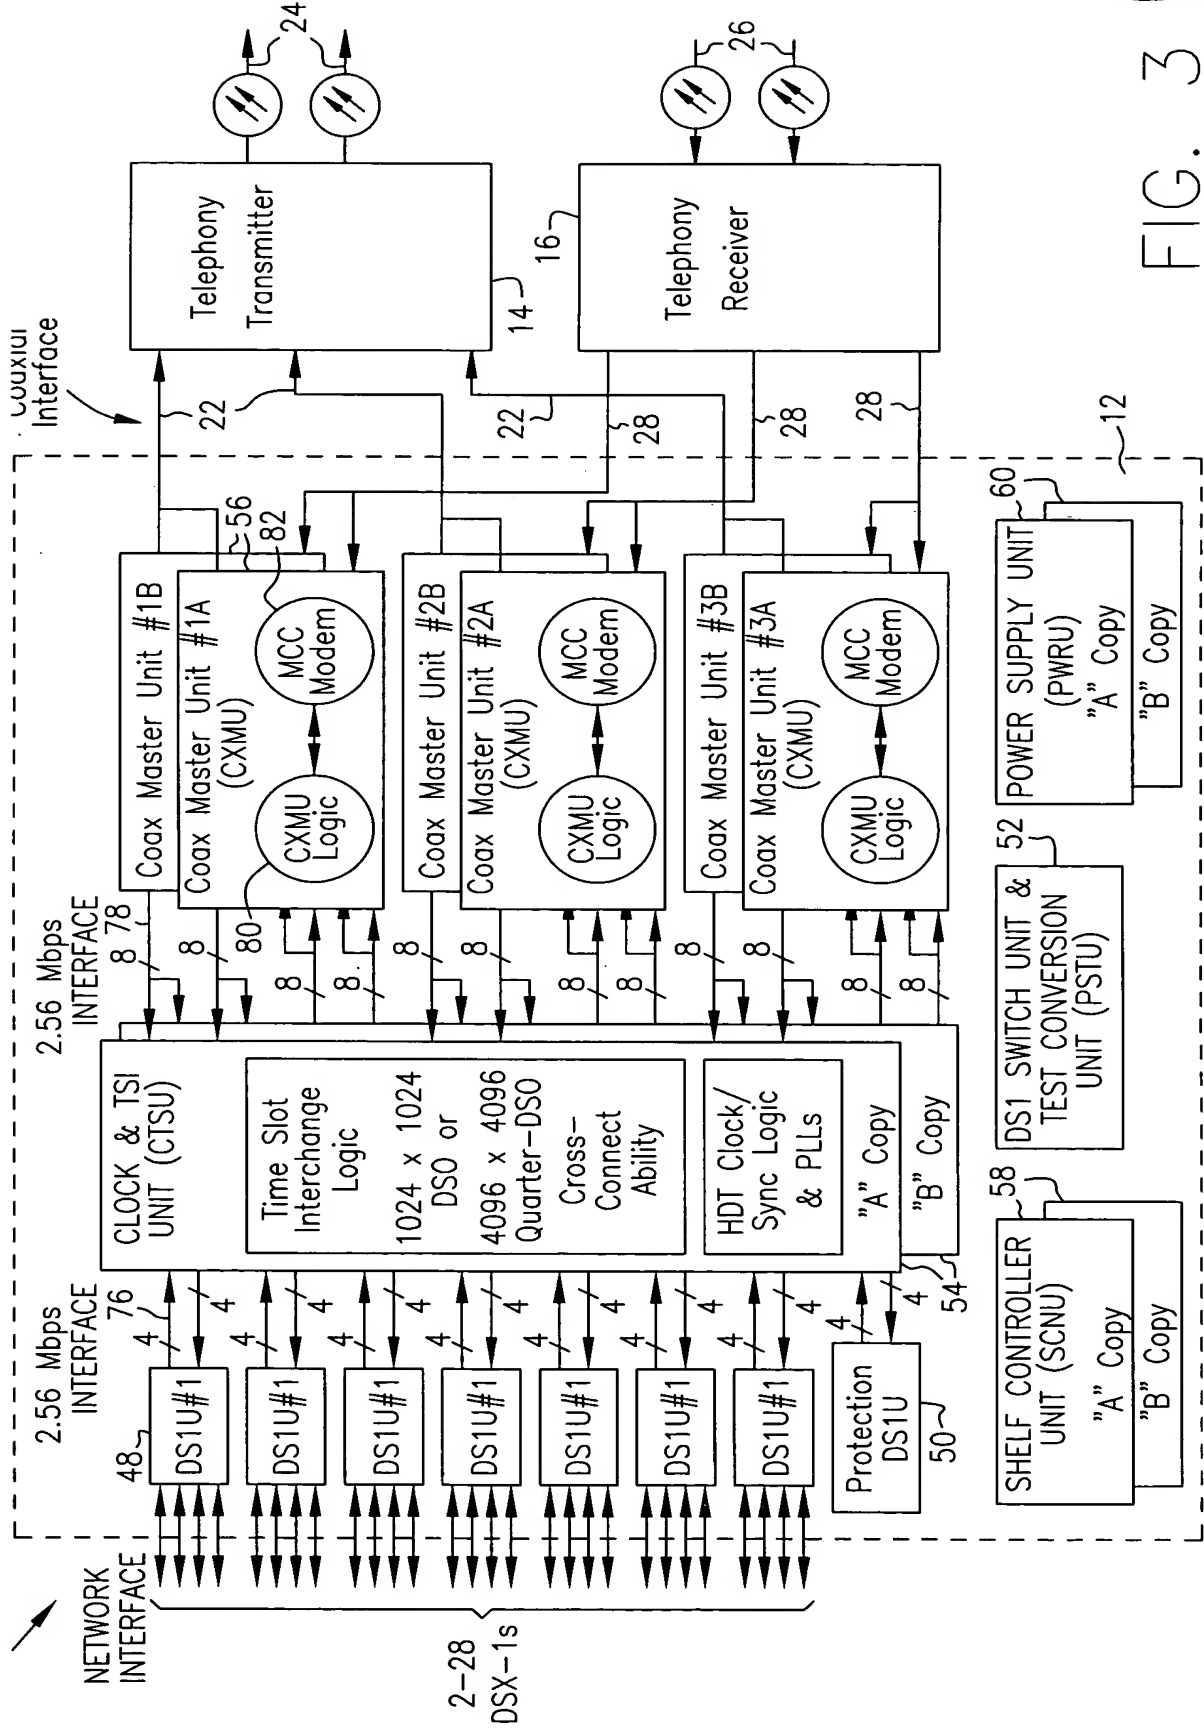 NETWORK
INTERFACE
2-28
DSX-1s
2.56 Mbps
INTERFACE
48
76
DS1U#1
4
4
DS1U#1
4
4
DS1U#1
4
4
DS1U#1
4
4
DS1U#1
4
4
DS1U#1
4
4
DS1U#1
4
4
Protection
DS1U
50
4
4
54
CLOCK & TSI
UNIT (CTSU)
Time Slot
Interchange
Logic
1024 x 1024
DSO or
4096 x 4096
Quarter-DSO
Cross-
Connect
Ability
HDT Clock/
Sync Logic
& PLLs
"A" Copy
"B" Copy
2.56 Mbps
INTERFACE
78
8
8
8
8
80
8
8
8
8
8
8
8
8
Coax Master Unit #1B
Coax Master Unit #1A
(CXMU)
CXMU
Logic
MCC
Modem
56
82
Coax Master Unit #2B
Coax Master Unit #2A
(CXMU)
CXMU
Logic
MCC
Modem
Coax Master Unit #3B
Coax Master Unit #3A
(CXMU)
CXMU
Logic
MCC
Modem
Coaxial
Interface
22
22
28
28
28
Telephony
Transmitter
14
24
Telephony
Receiver
16
26
SHELF CONTROLLER
UNIT (SCNU)
"A" Copy
"B" Copy
58
DS1 SWITCH UNIT &
TEST CONVERSION
UNIT (PSTU)
52
POWER SUPPLY UNIT
(PWRU)
"A" Copy
"B" Copy
60
12
FIG. 3